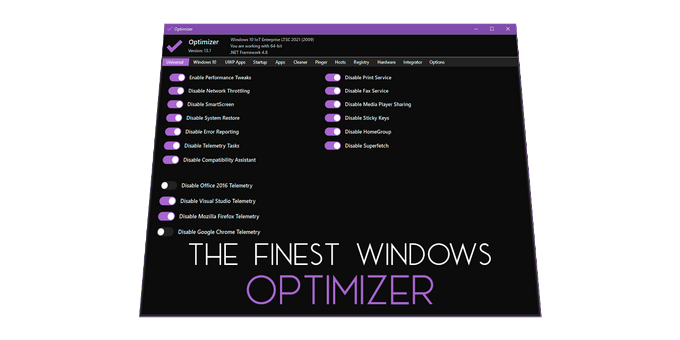 Optimizer
Optimizer
Version: 13.1
Windows 10 IoT Enterprise LTSC 2021 (2009)
You are working with 64-bit
.NET Framework 4.8
Universal Windows 10 UWP Apps Startup Apps Cleaner Pinger Hosts Registry Hardware Integrator Options
Enable Performance Tweaks
Disable Network Throttling
Disable SmartScreen
Disable System Restore
Disable Error Reporting
Disable Telemetry Tasks
Disable Compatibility Assistant
Disable Print Service
Disable Fax Service
Disable Media Player Sharing
Disable Sticky Keys
Disable HomeGroup
Disable Superfetch
Disable Office 2016 Telemetry
Disable Visual Studio Telemetry
Disable Mozilla Firefox Telemetry
Disable Google Chrome Telemetry
THE FINEST WINDOWS
OPTIMIZER